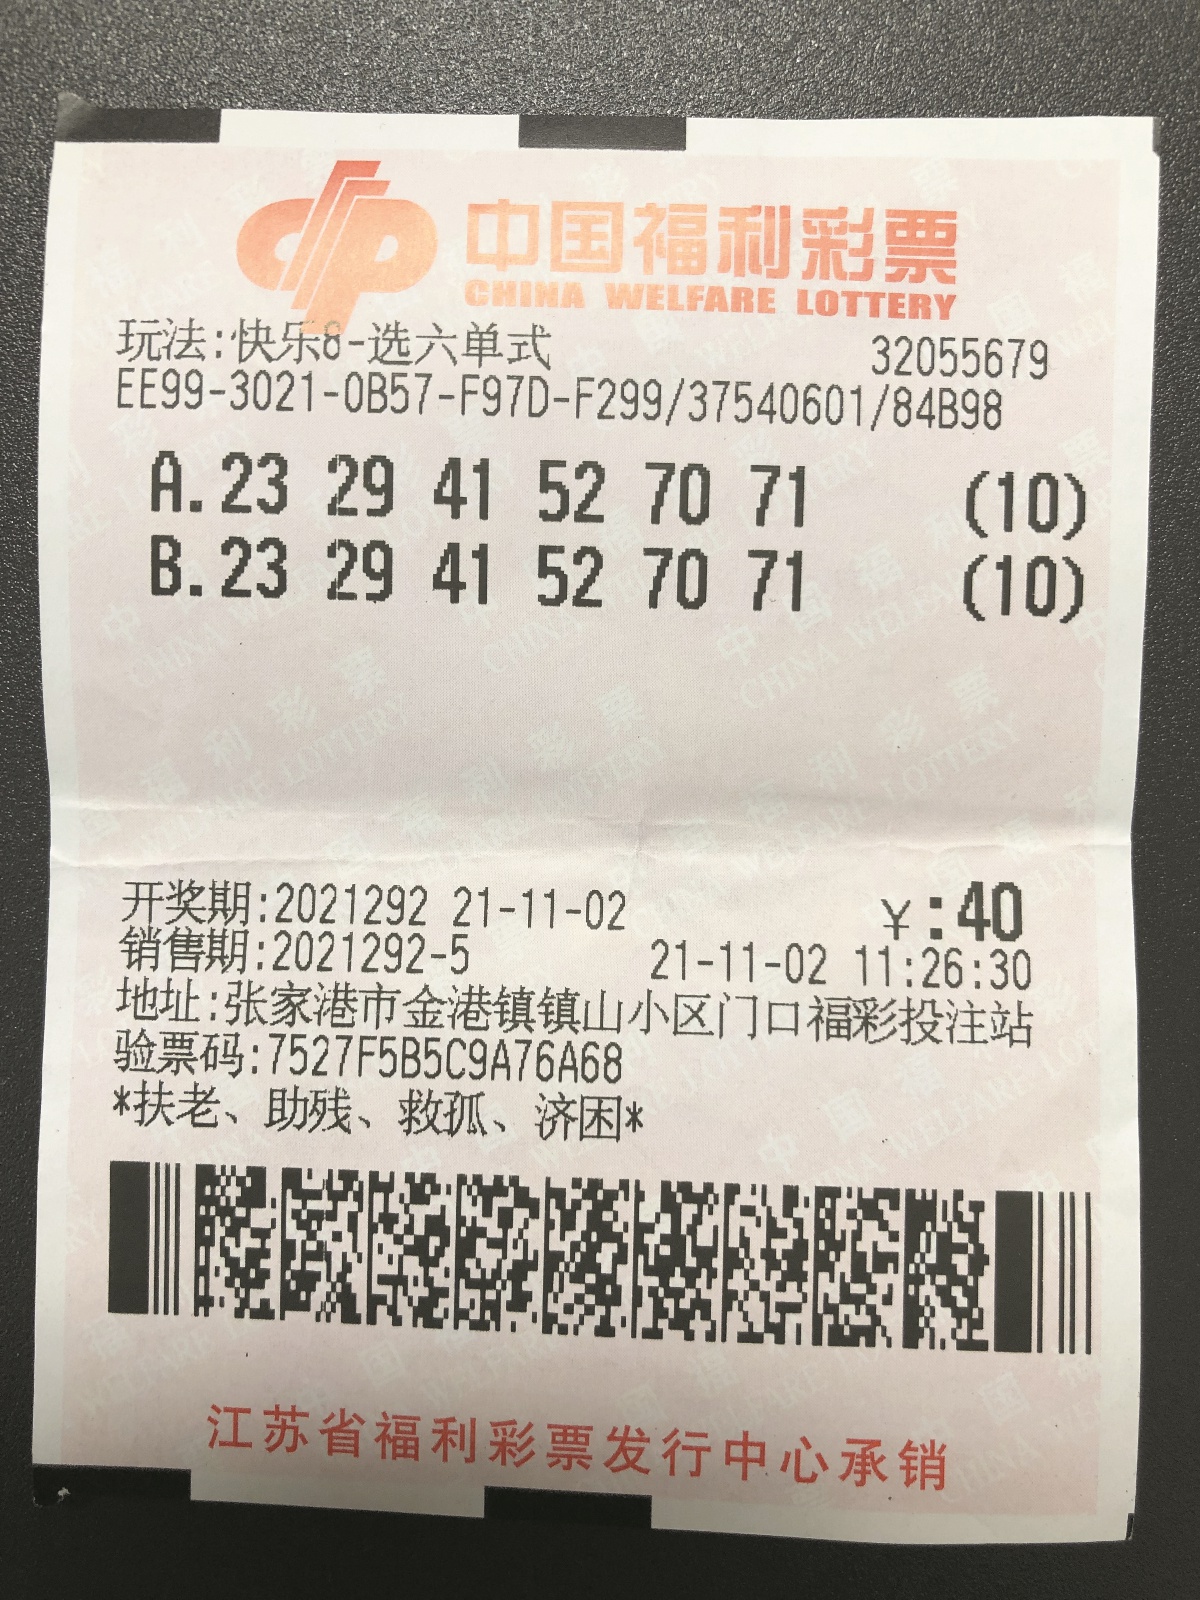 中国福利彩票
CHINA WELFARE LOTTERY
玩法:快乐8-选六单式 32055679
EE99-3021-0B57-F97D-F299/37540601/84B98
A.23 29 41 52 70 71 (10)
B.23 29 41 52 70 71 (10)
开奖期:2021292 21-11-02 ¥:40
销售期:2021292-5 21-11-02 11:26:30
地址:张家港市金港镇镇山小区门口福彩投注站
验票码:7527F5B5C9A76A68
*扶老、助残、救孤、济困*
江苏省福利彩票发行中心承销